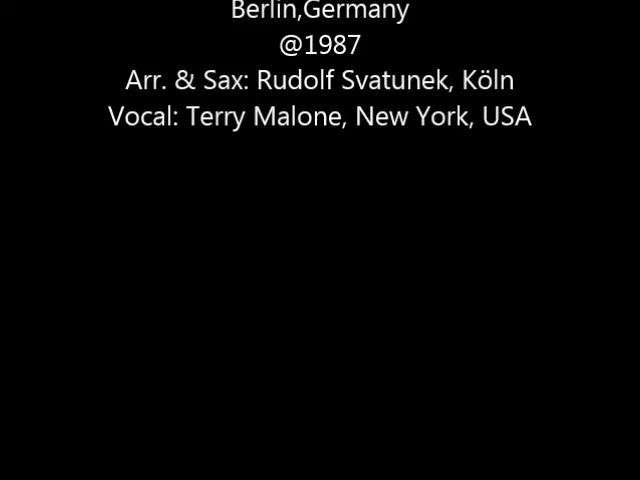 Berlin,Germany
@1987
Arr. & Sax: Rudolf Svatunek, Köln
Vocal: Terry Malone, New York, USA